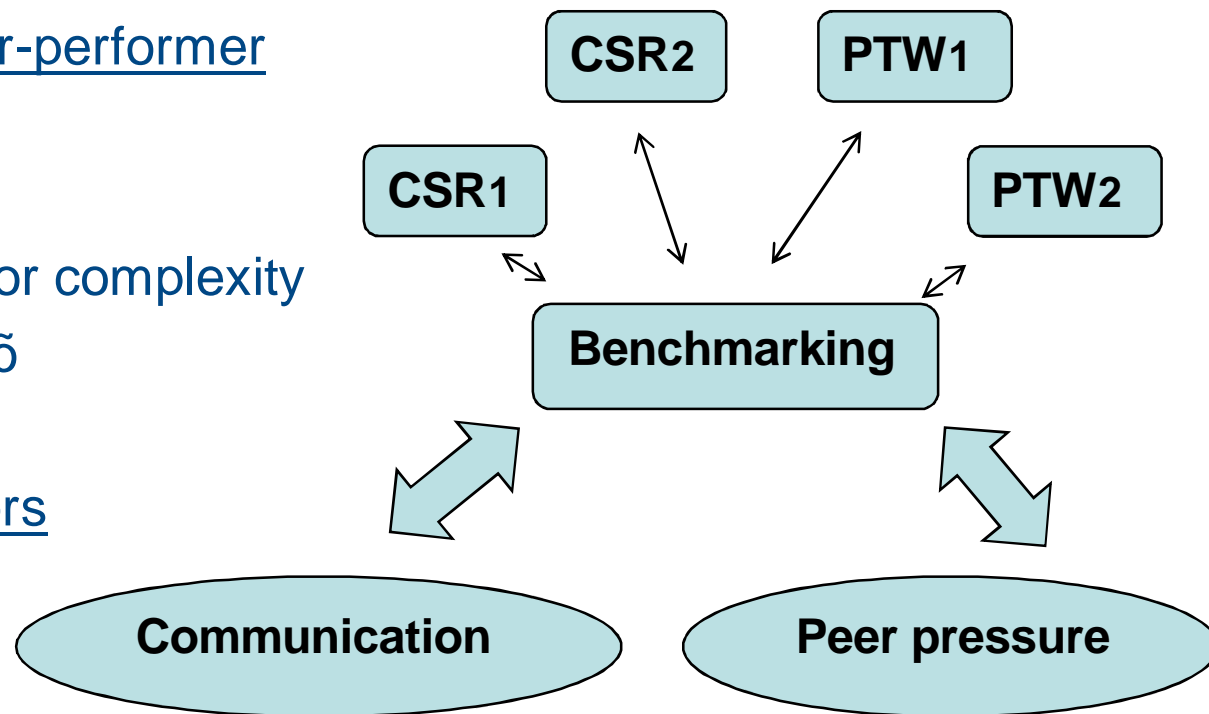 r-performer
CSR2
PTW1
CSR1
PTW2
or complexity
õ
Benchmarking
rs
Communication
Peer pressure